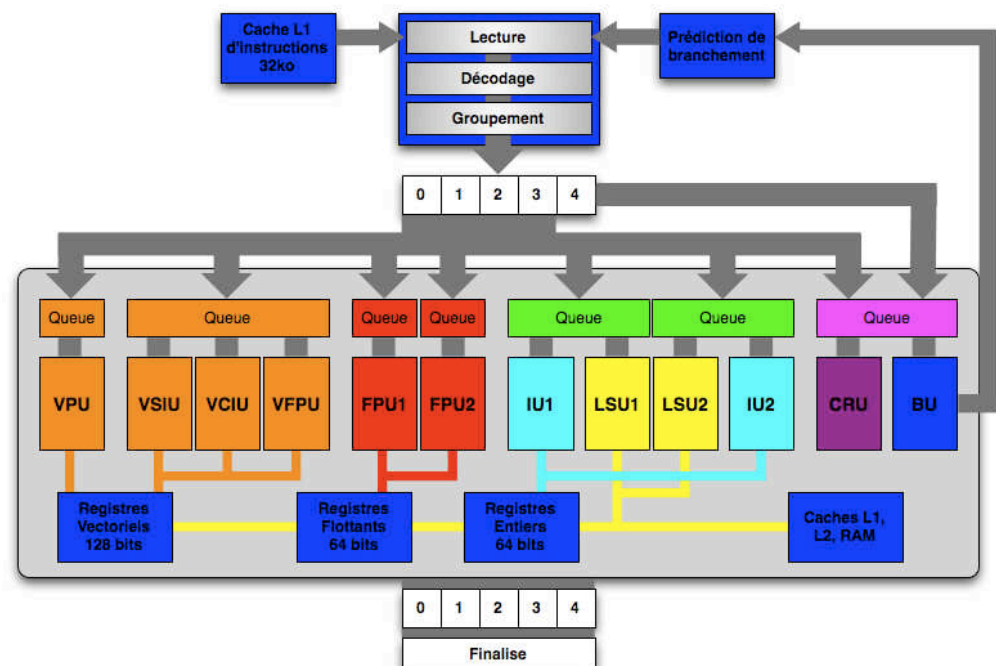 Cache L1
d'instructions
32ko
Lecture
Prédiction de
branchement
Décodage
Groupement
0 1 2 3 4
Queue Queue Queue Queue Queue Queue Queue
VPU VSIU VCIU VFPU FPU1 FPU2 IU1 LSU1 LSU2 IU2 CRU BU
Registres
Vectoriels
128 bits
Registres
Flottants
64 bits
Registres
Entiers
64 bits
Caches L1,
L2, RAM
0 1 2 3 4
Finalise